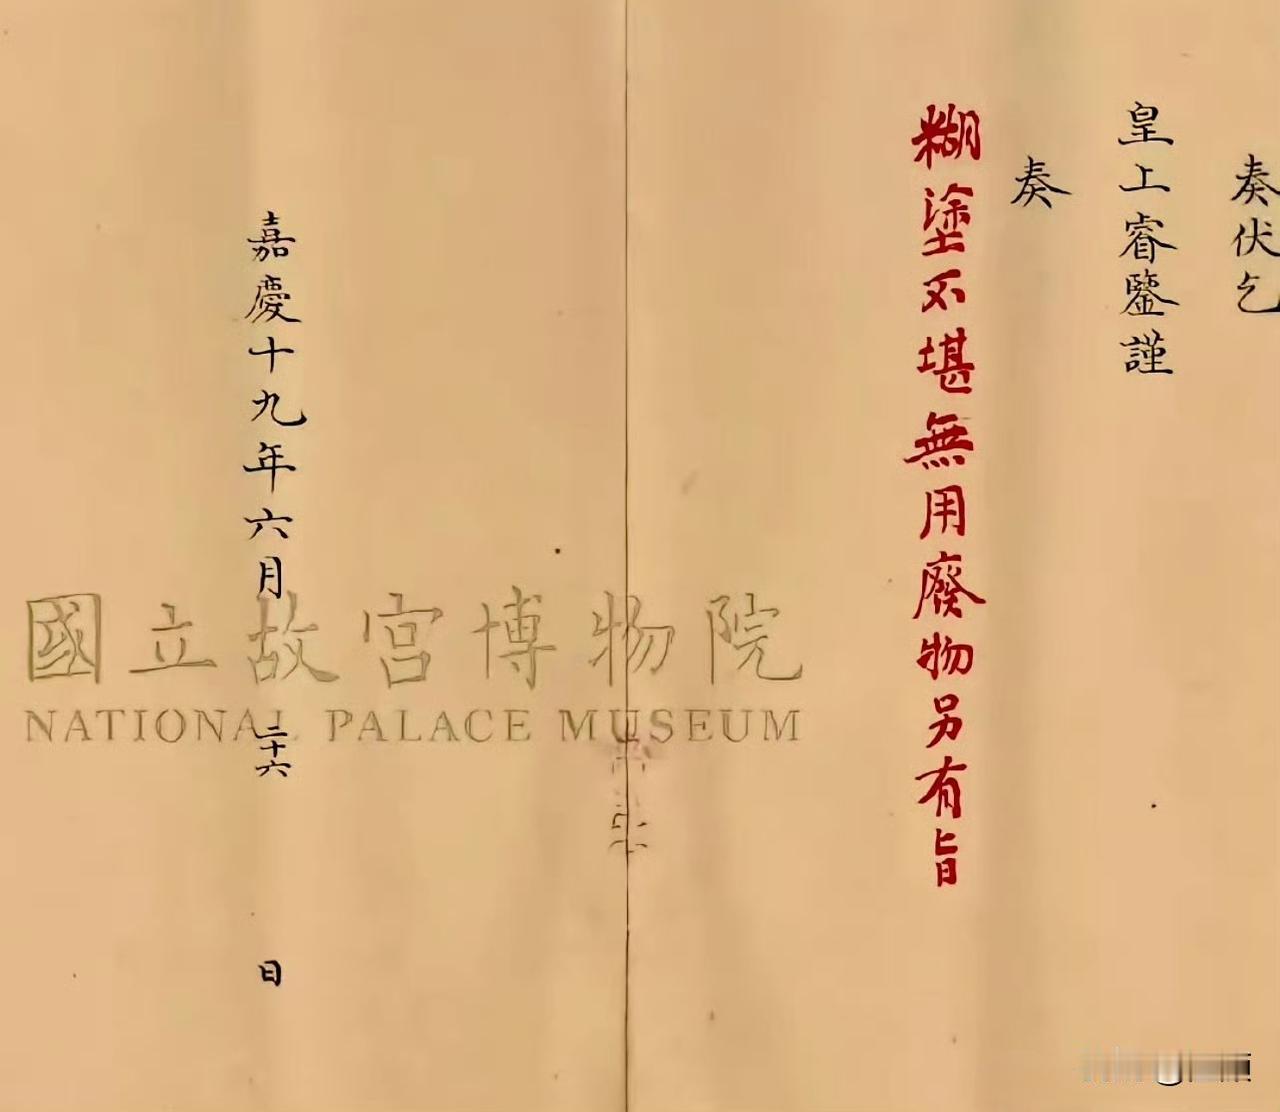 奏伏乞
皇上睿鑒謹
奏
糊塗不堪無用廢物另有旨
嘉慶十九年六月二十六日
國立故宮博物院
NATIONAL PALACE MUSEUM